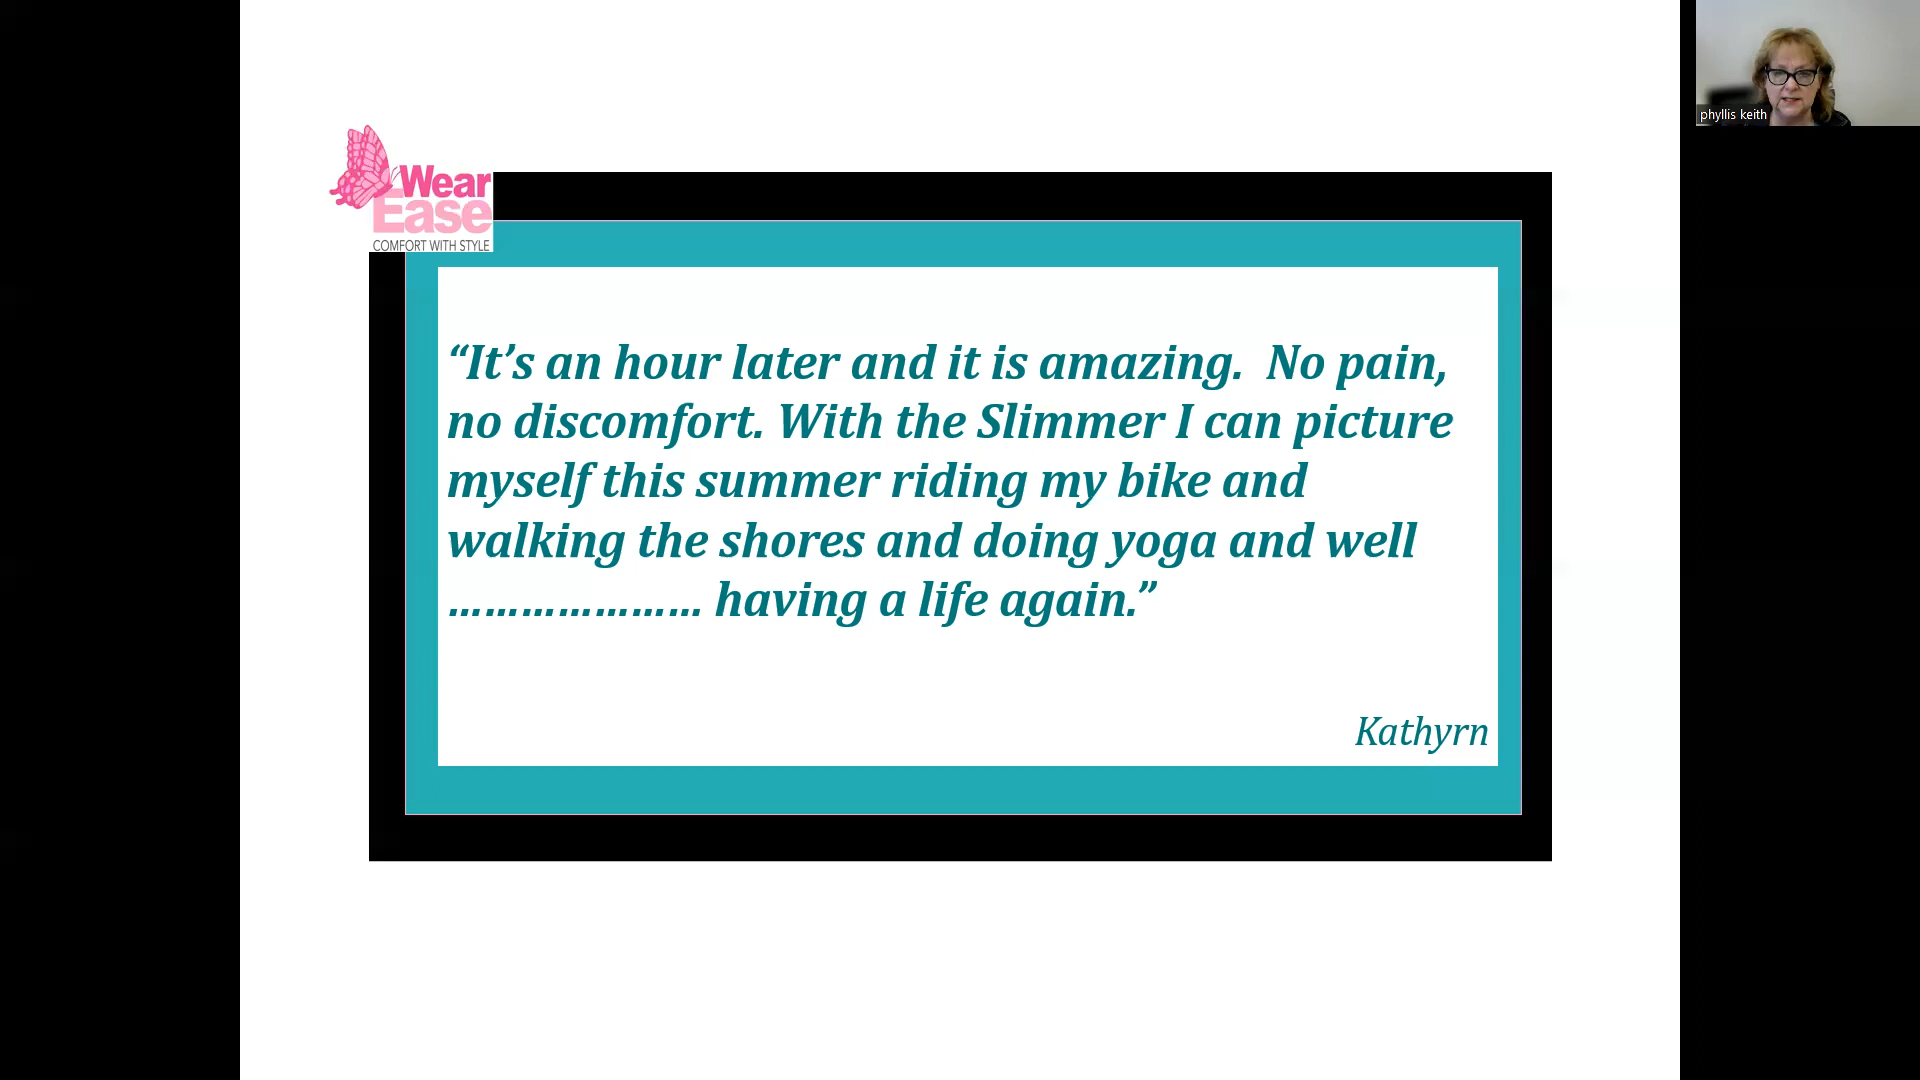 phyllis keith
Wear
Ease
COMFORT WITH STYLE
“It’s an hour later and it is amazing.  No pain,
no discomfort. With the Slimmer I can picture
myself this summer riding my bike and
walking the shores and doing yoga and well
………………… having a life again.”
Kathyrn